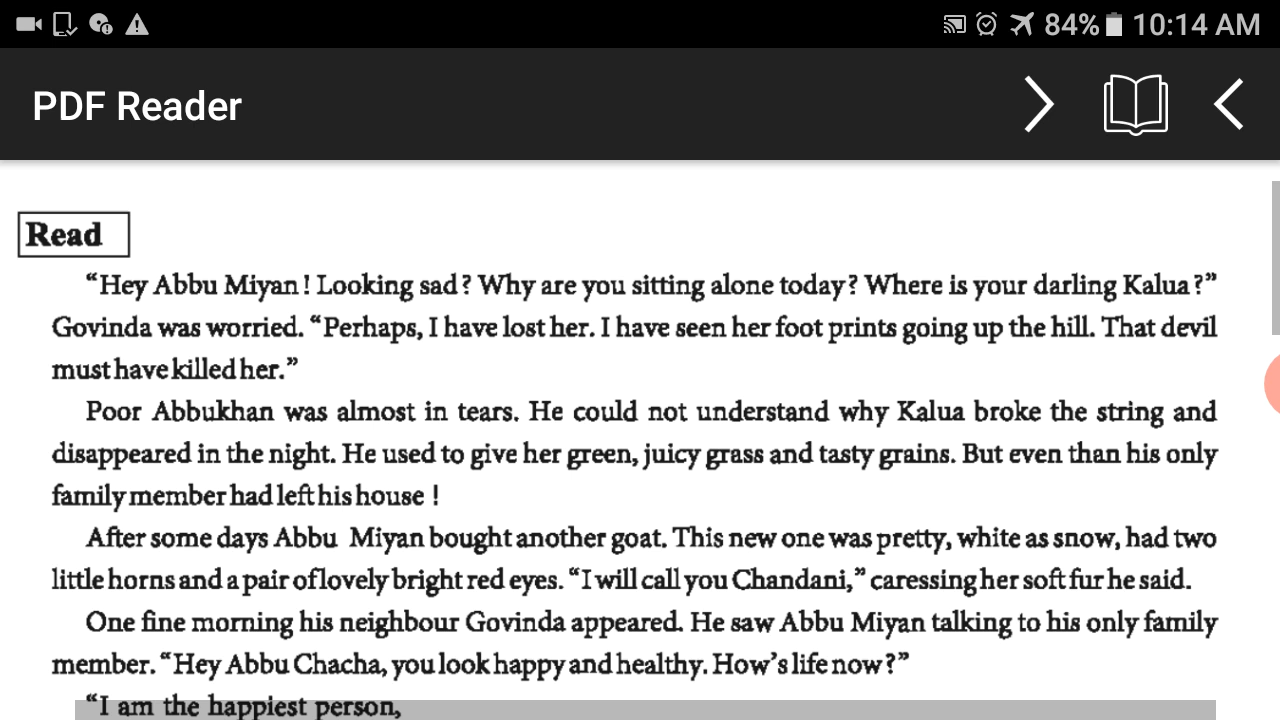 84% 10:14 AM
PDF Reader
Read
“Hey Abbu Miyan! Looking sad? Why are you sitting alone today? Where is your darling Kalua?”
Govinda was worried. “Perhaps, I have lost her. I have seen her foot prints going up the hill. That devil
must have killed her.”
Poor Abbukhan was almost in tears. He could not understand why Kalua broke the string and
disappeared in the night. He used to give her green, juicy grass and tasty grains. But even than his only
family member had left his house !
After some days Abbu Miyan bought another goat. This new one was pretty, white as snow, had two
little horns and a pair of lovely bright red eyes. “I will call you Chandani,” caressing her soft fur he said.
One fine morning his neighbour Govinda appeared. He saw Abbu Miyan talking to his only family
member. “Hey Abbu Chacha, you look happy and healthy. How’s life now?”
“I am the happiest person,